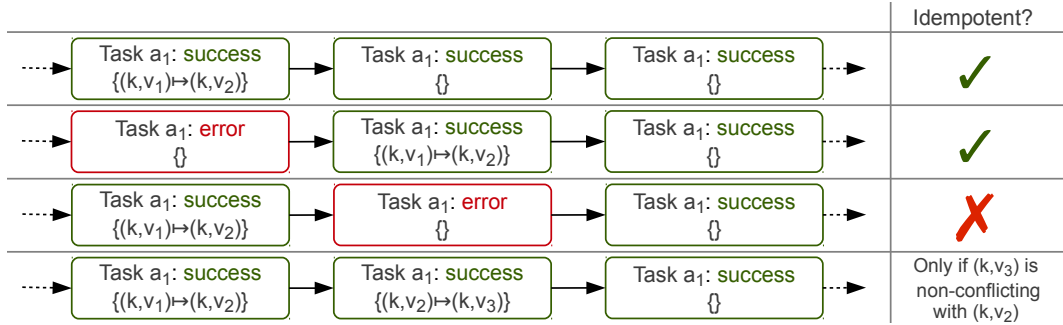 Idempotent?
Task a₁: success
{(k,v₁)↦(k,v₂)}
Task a₁: success
{}
Task a₁: success
{}
✓
Task a₁: error
{}
Task a₁: success
{(k,v₁)↦(k,v₂)}
Task a₁: success
{}
✓
Task a₁: success
{(k,v₁)↦(k,v₂)}
Task a₁: error
{}
Task a₁: success
{}
✗
Task a₁: success
{(k,v₁)↦(k,v₂)}
Task a₁: success
{(k,v₂)↦(k,v₃)}
Task a₁: success
{}
Only if (k,v₃) is
non-conflicting
with (k,v₂)